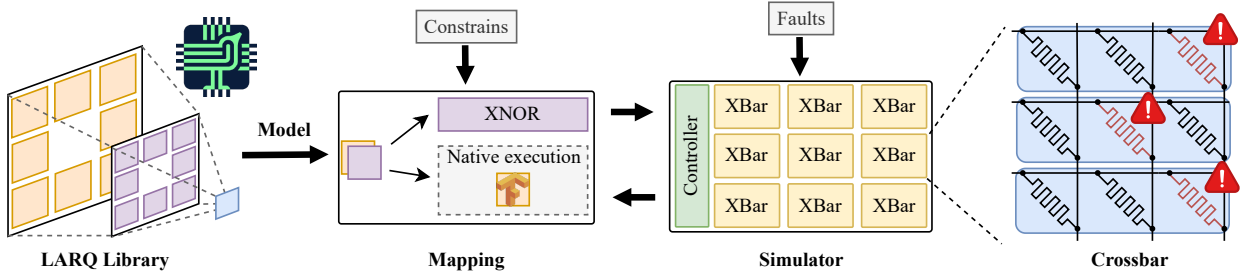 Constrains
Faults
Model
XNOR
Native execution
Controller
XBar XBar XBar
XBar XBar XBar
XBar XBar XBar
!
!
!
LARQ Library
Mapping
Simulator
Crossbar